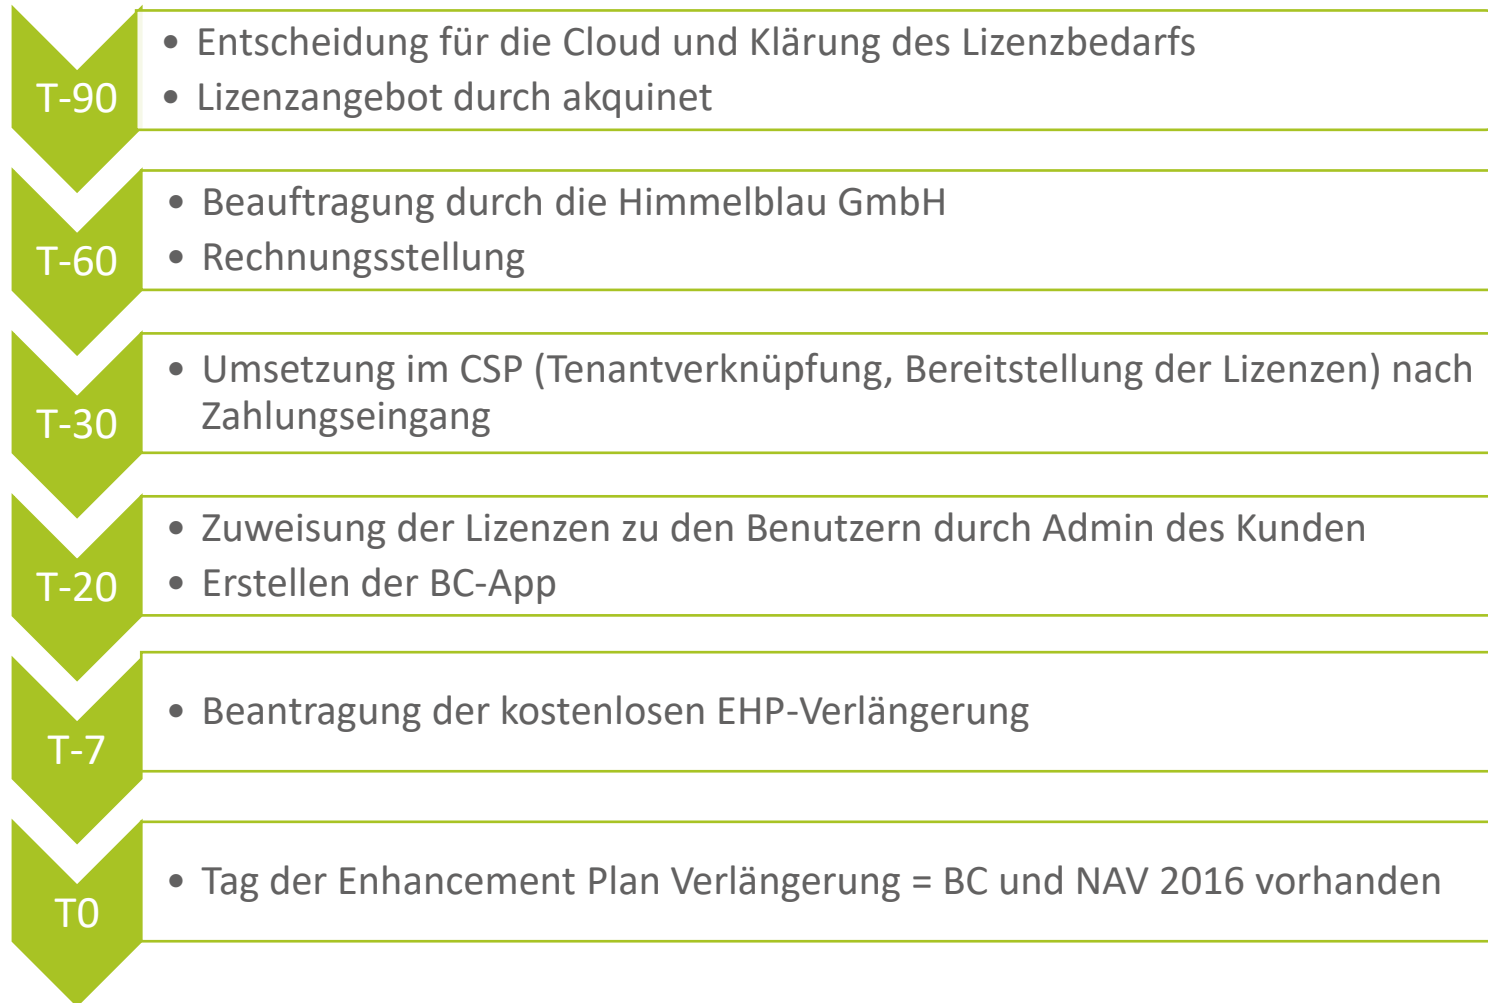 T-90
• Entscheidung für die Cloud und Klärung des Lizenzbedarfs
• Lizenzangebot durch akquinet
T-60
• Beauftragung durch die Himmelblau GmbH
• Rechnungsstellung
T-30
• Umsetzung im CSP (Tenantverknüpfung, Bereitstellung der Lizenzen) nach
Zahlungseingang
T-20
• Zuweisung der Lizenzen zu den Benutzern durch Admin des Kunden
• Erstellen der BC-App
T-7
• Beantragung der kostenlosen EHP-Verlängerung
T0
• Tag der Enhancement Plan Verlängerung = BC und NAV 2016 vorhanden